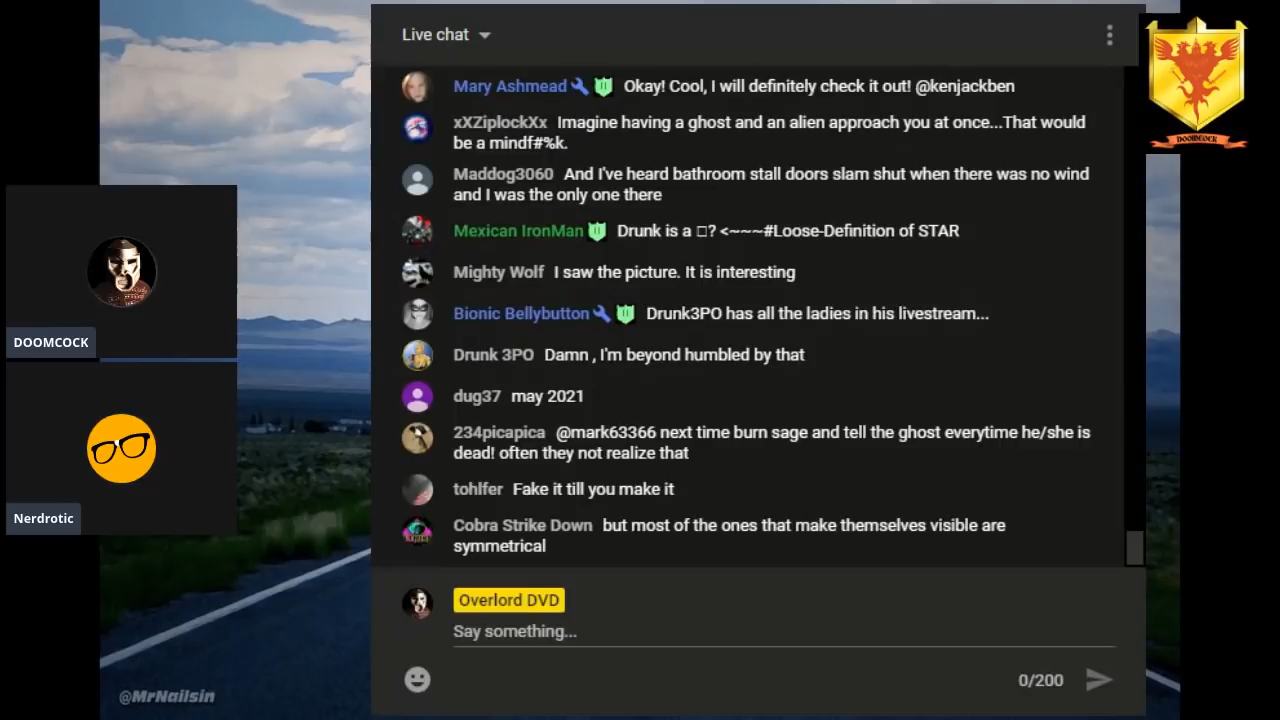 Live chat
DOOMCOCK
Mary Ashmead Okay! Cool, I will definitely check it out! @kenjackben
xXZiplockXx Imagine having a ghost and an alien approach you at once...That would
be a mindf#%k.
Maddog3060 And I've heard bathroom stall doors slam shut when there was no wind
and I was the only one there
Mexican IronMan Drunk is a □? <~~~#Loose-Definition of STAR
Mighty Wolf I saw the picture. It is interesting
Bionic Bellybutton Drunk3PO has all the ladies in his livestream...
DOOMCOCK
Drunk 3PO Damn , I'm beyond humbled by that
dug37 may 2021
234picapica @mark63366 next time burn sage and tell the ghost everytime he/she is
dead! often they not realize that
tohlfer Fake it till you make it
Nerdrotic
Cobra Strike Down but most of the ones that make themselves visible are
symmetrical
Overlord DVD
Say something...
0/200
@MrNailsin